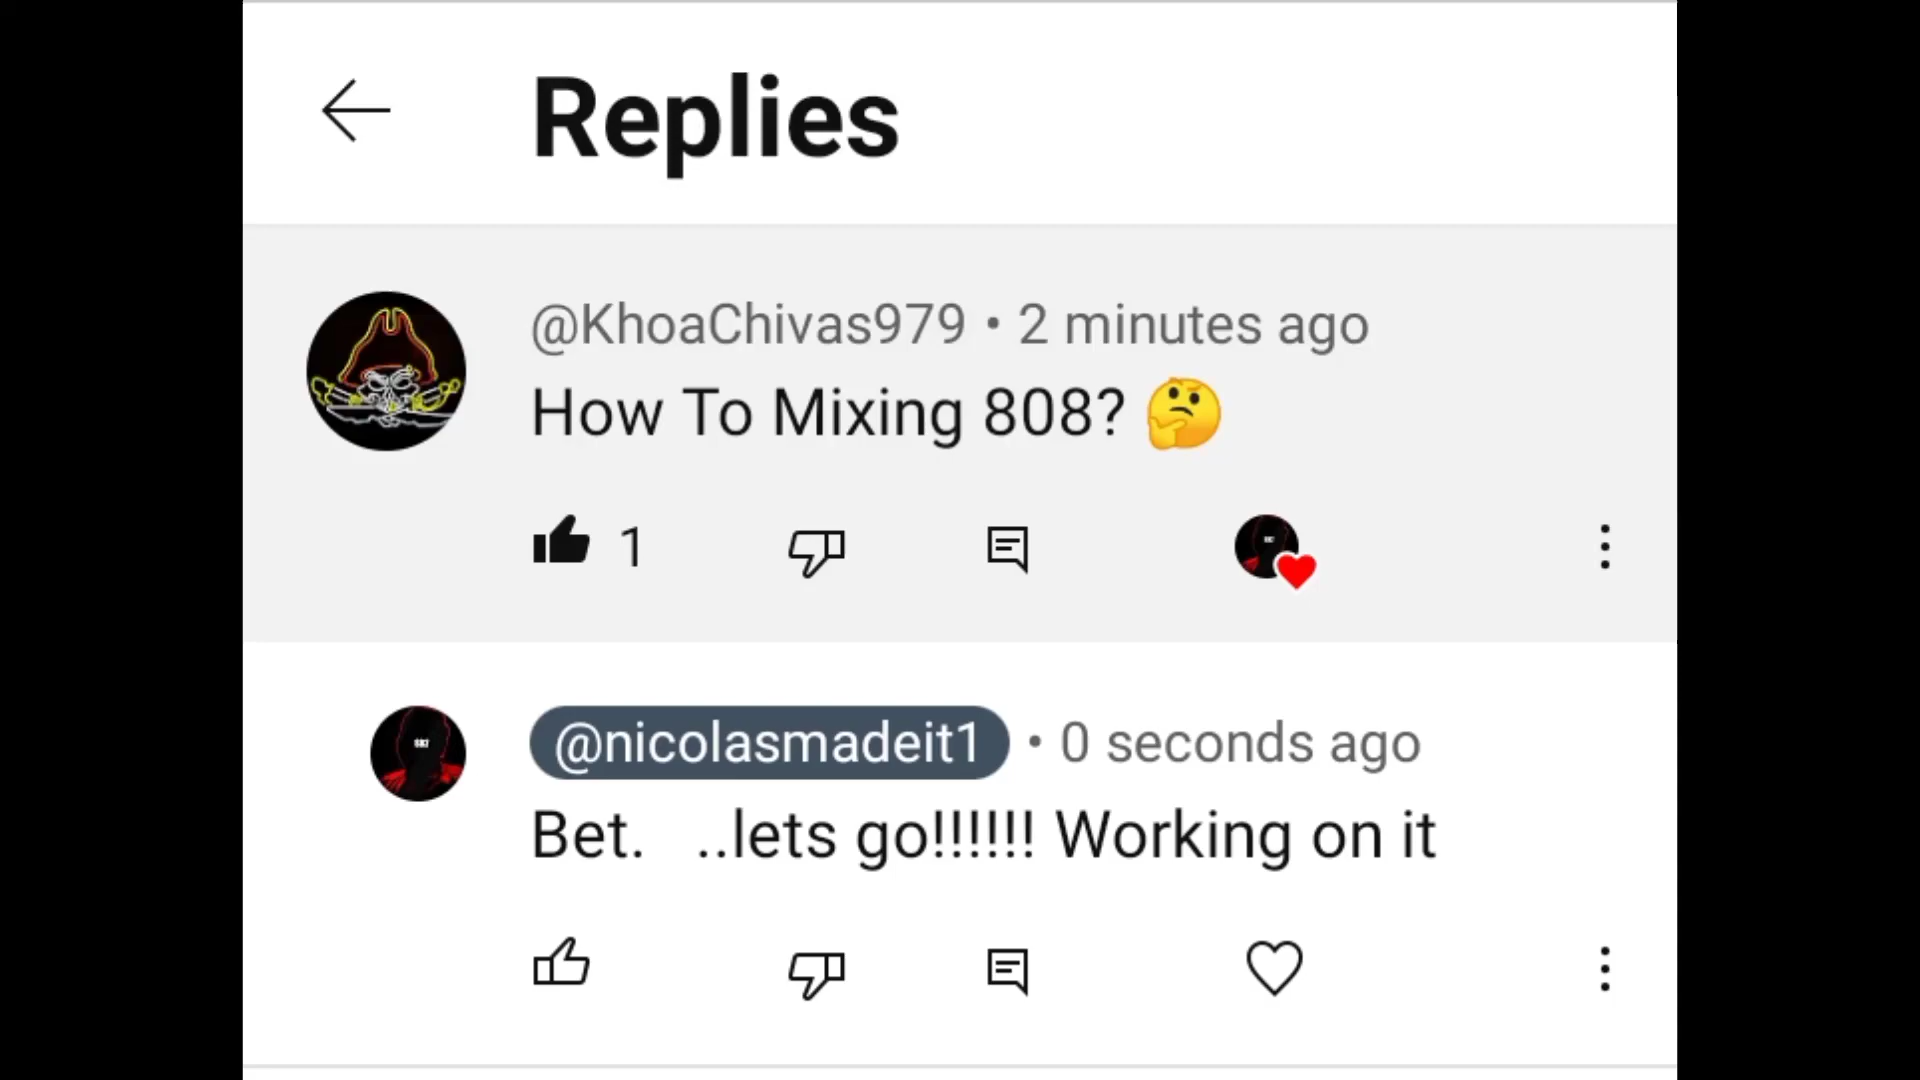 Replies
@KhoaChivas979 • 2 minutes ago
How To Mixing 808? 🤔
1
@nicolasmadeit1 • 0 seconds ago
Bet.   ..lets go!!!!!! Working on it